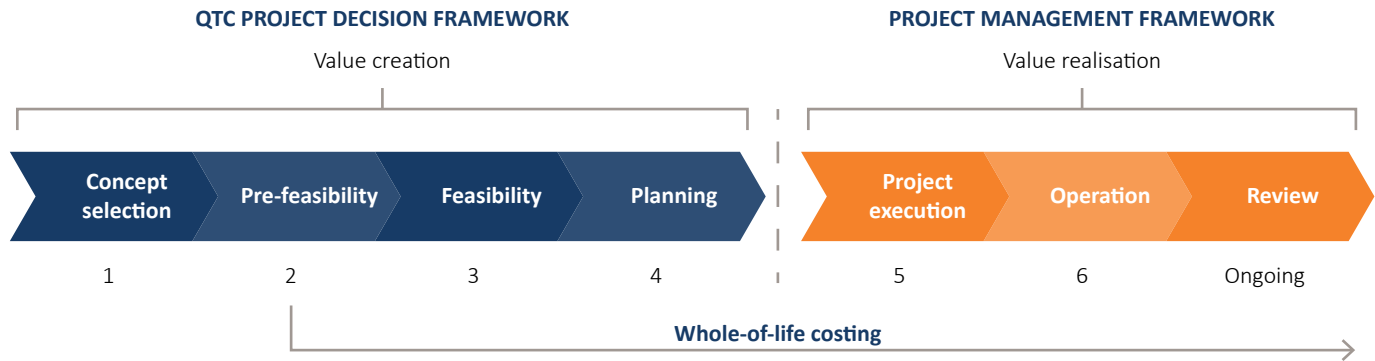 QTC PROJECT DECISION FRAMEWORK
PROJECT MANAGEMENT FRAMEWORK
Value creation
Value realisation
Concept
selection
Pre-feasibility
Feasibility
Planning
Project
execution
Operation
Review
1
2
3
4
5
6
Ongoing
Whole-of-life costing